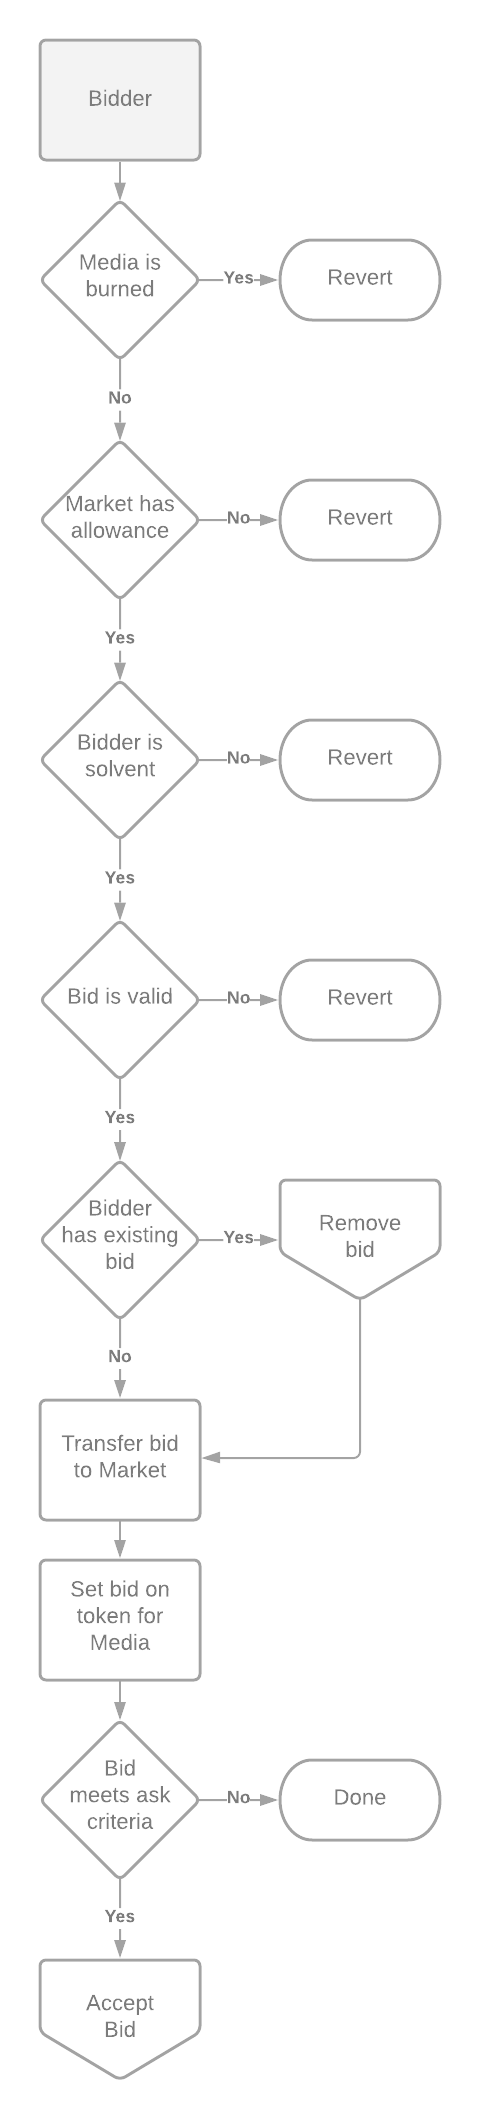 Bidder
Media is
burned
Yes
Revert
No
Market has
allowance
No
Revert
Yes
Bidder is
solvent
No
Revert
Yes
Bid is valid
No
Revert
Yes
Bidder
has existing
bid
Yes
Remove
bid
No
Transfer bid
to Market
Set bid on
token for
Media
Bid
meets ask
criteria
No
Done
Yes
Accept
Bid